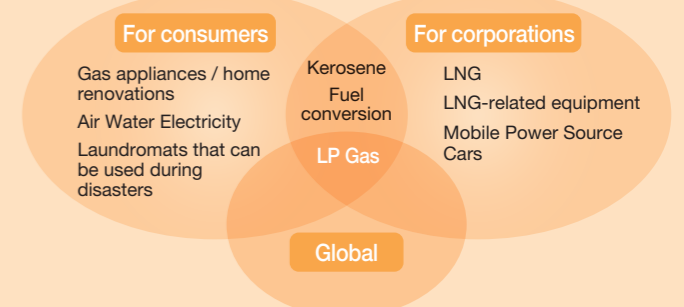 For consumers
Gas appliances / home
renovations
Air Water Electricity
Laundromats that can
be used during
disasters
Kerosene
Fuel
conversion
LP Gas
For corporations
LNG
LNG-related equipment
Mobile Power Source
Cars
Global